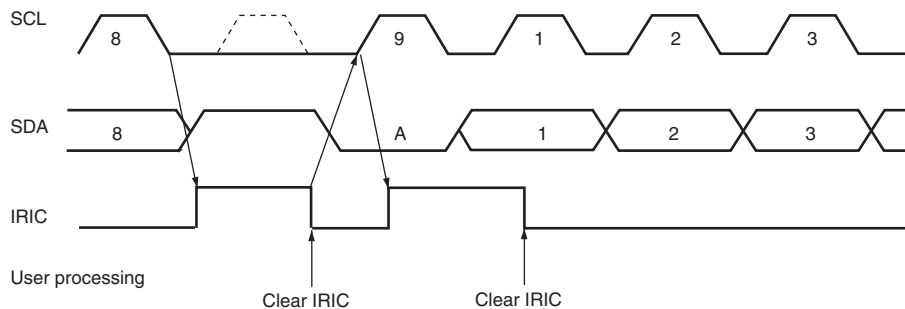 SCL
8 9 1 2 3
SDA
8 A 1 2 3
IRIC
User processing
Clear IRIC Clear IRIC